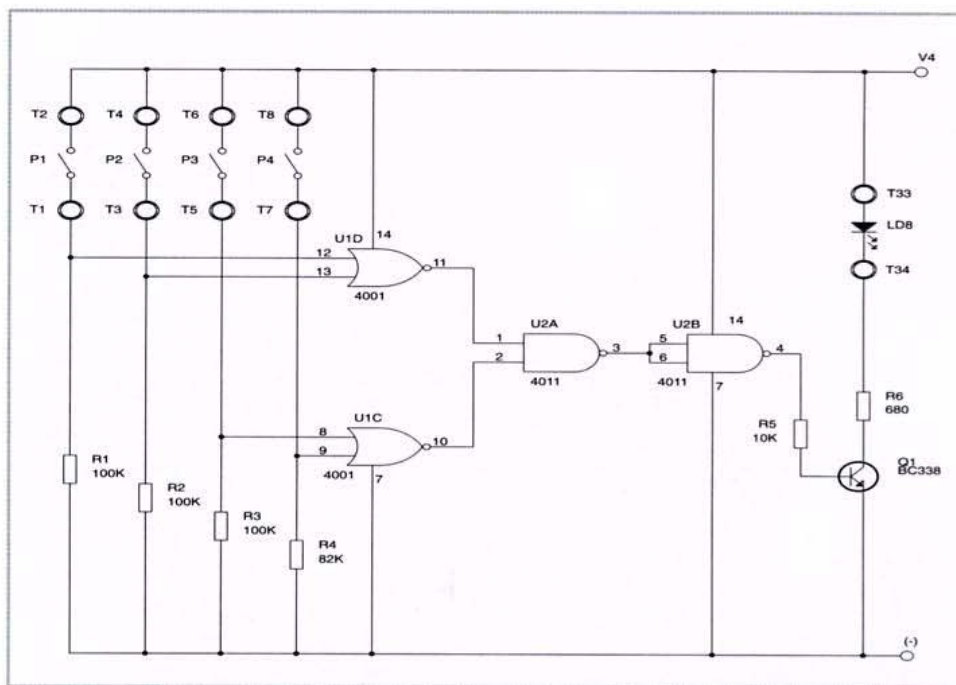 V4
T2 T4 T6 T8
P1 P2 P3 P4
T1 T3 T5 T7
T33
LD8
T34
U1D 14
12 11
13
4001
U2A
1
2 3
4011
U2B 14
5 4
6
4011 7
U1C
8 10
9
4001 7
R1
100K
R2
100K
R3
100K
R4
82K
R5
10K
R6
680
Q1
BC338
(-)